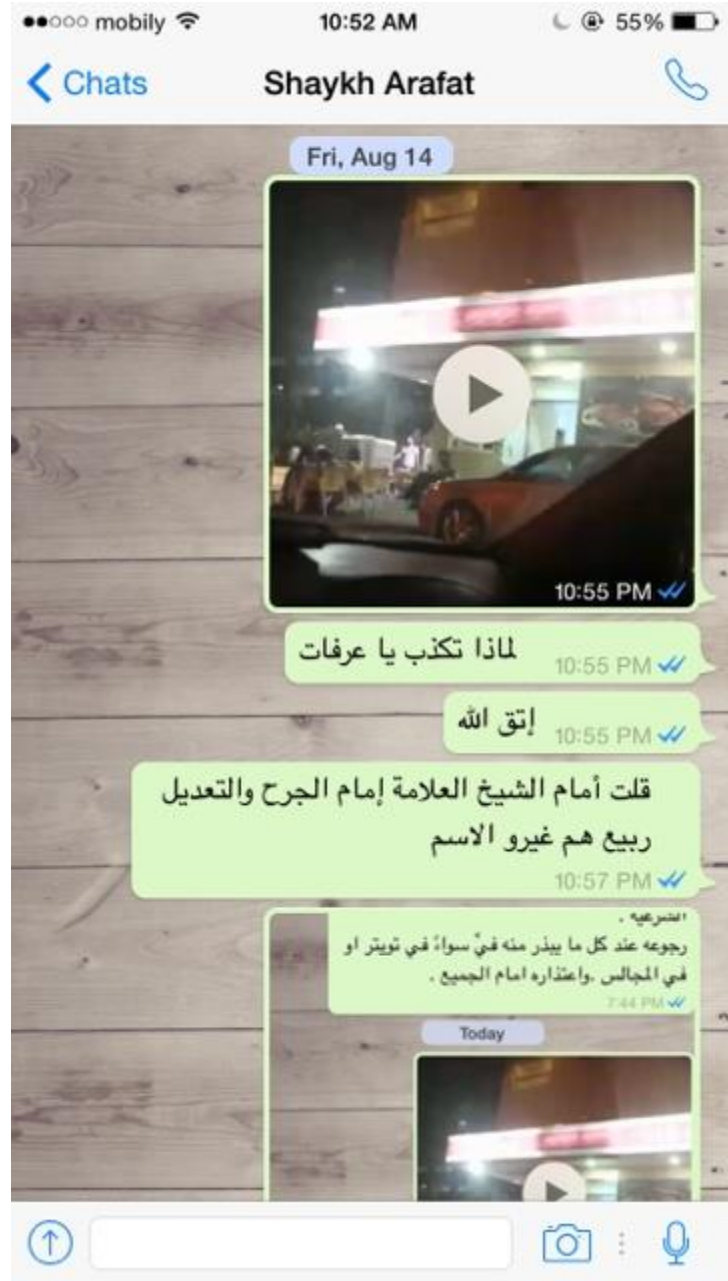 mobily 10:52 AM 55%
Chats Shaykh Arafat
Fri, Aug 14
10:55 PM
لماذا تكذب يا عرفات 10:55 PM
إتق الله 10:55 PM
قلت أمام الشيخ العلامة إمام الجرح والتعديل
ربيع هم غيرو الاسم
10:57 PM
الشرعيه .
رجوعه عند كل ما يبذر منه فيّ سواءً في تويتر او
في المجالس .واعتذاره امام الجميع .
7:44 PM
Today